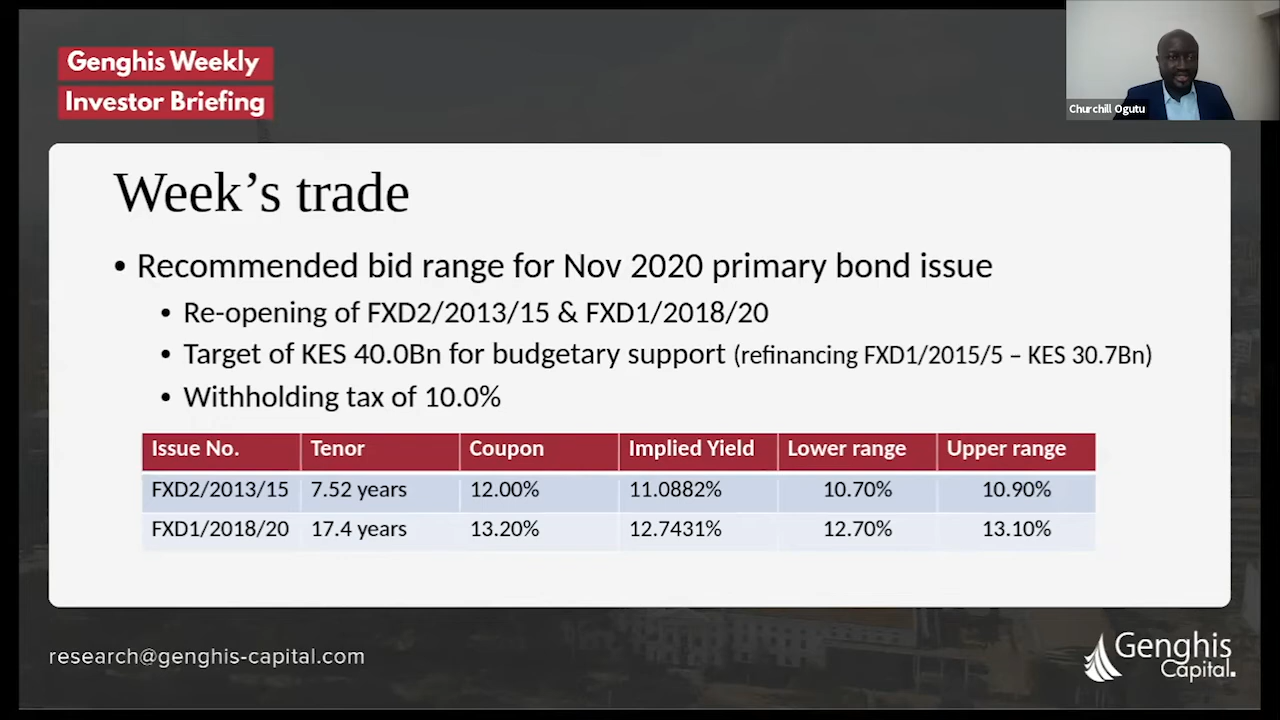 Genghis Weekly
Investor Briefing
Churchill Ogutu
Week’s trade
• Recommended bid range for Nov 2020 primary bond issue
• Re-opening of FXD2/2013/15 & FXD1/2018/20
• Target of KES 40.0Bn for budgetary support (refinancing FXD1/2015/5 – KES 30.7Bn)
• Withholding tax of 10.0%
Issue No. Tenor Coupon Implied Yield Lower range Upper range
FXD2/2013/15 7.52 years 12.00% 11.0882% 10.70% 10.90%
FXD1/2018/20 17.4 years 13.20% 12.7431% 12.70% 13.10%
research@genghis-capital.com
Genghis
Capital.